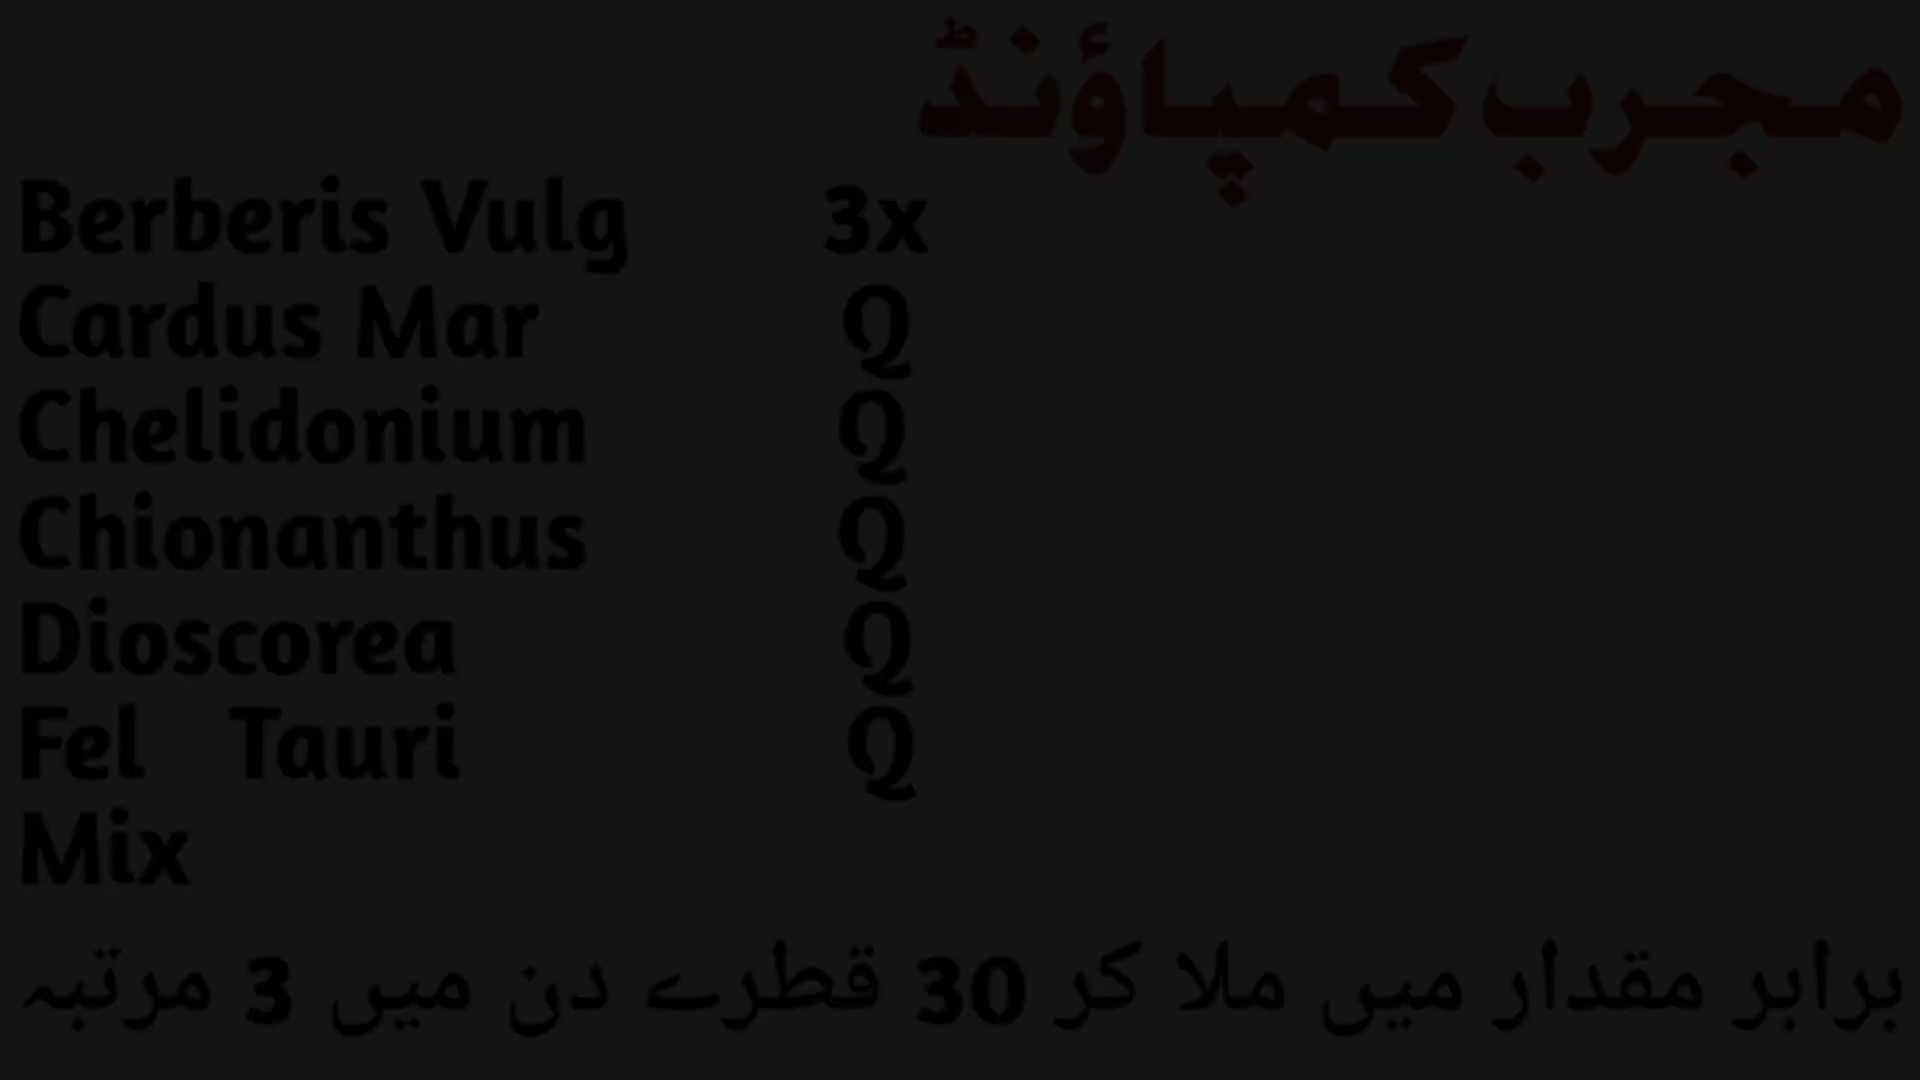 مجرب کمپاؤنڈ
Berberis Vulg 3x
Cardus Mar Q
Chelidonium Q
Chionanthus Q
Dioscorea Q
Fel Tauri Q
Mix
برابر مقدار میں ملا کر 30 قطرے دن میں 3 مرتبہ